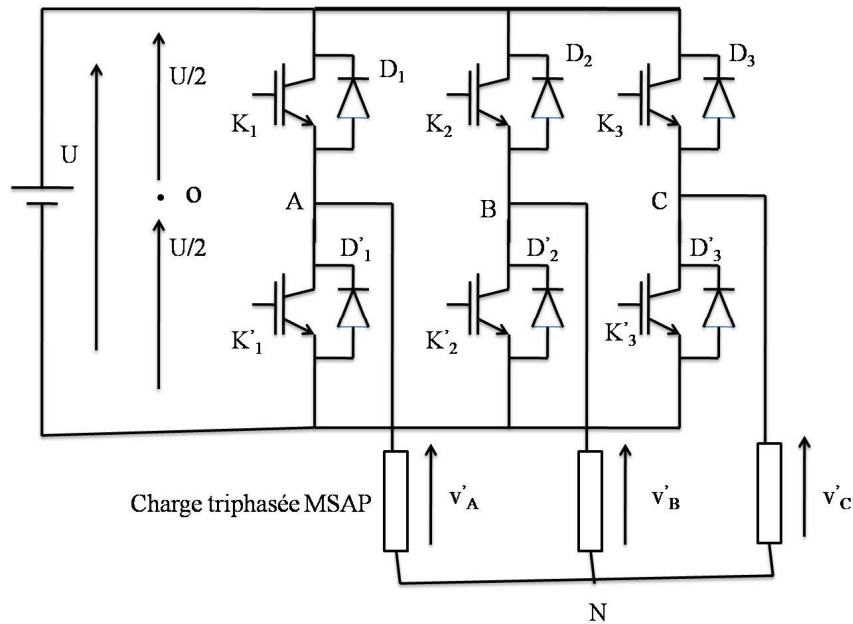 D₁
D₂
D₃
U/2
K₁
K₂
K₃
U
o
A
B
C
U/2
D'₁
D'₂
D'₃
K'₁
K'₂
K'₃
Charge triphasée MSAP
v'A
v'B
v'C
N